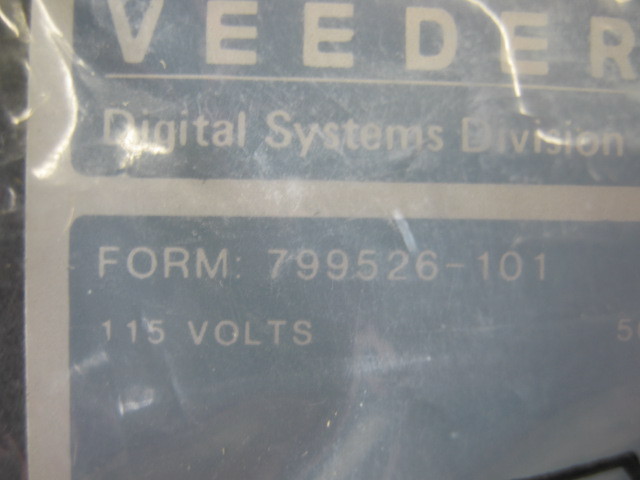 VEEDER
Digital Systems Division
FORM: 799526-101
115 VOLTS